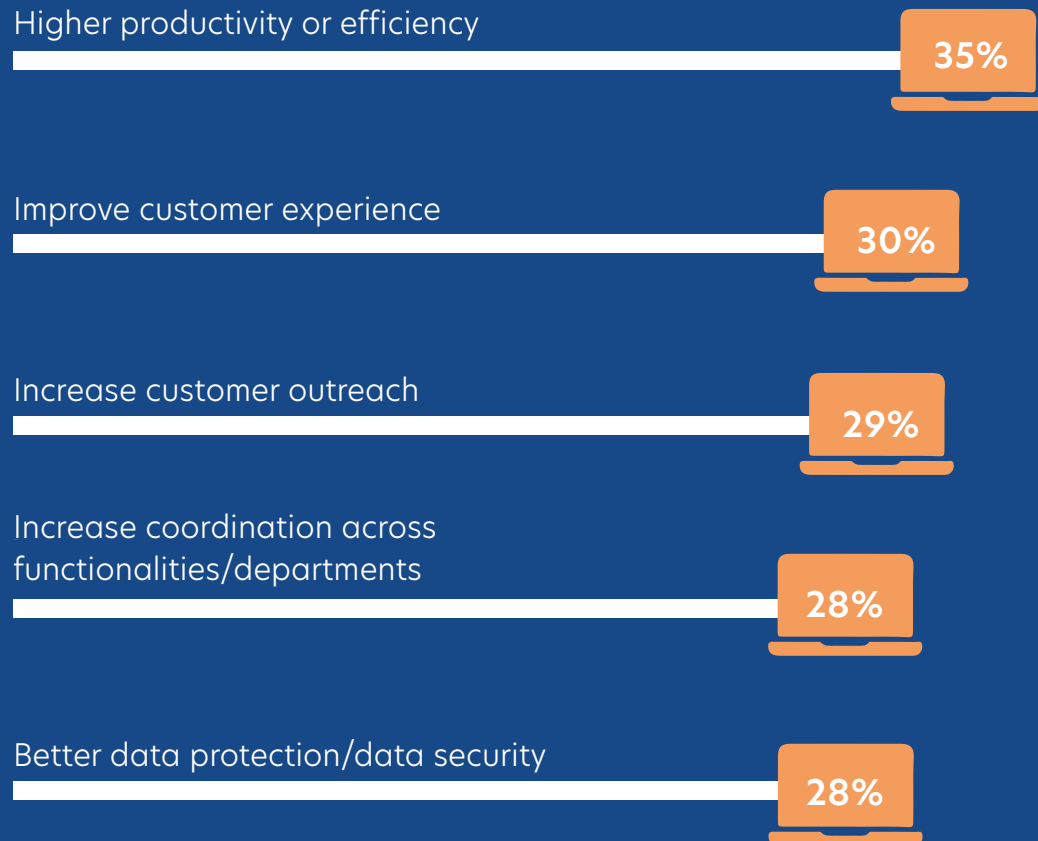 Higher productivity or efficiency
35%
Improve customer experience
30%
Increase customer outreach
29%
Increase coordination across
functionalities/departments
28%
Better data protection/data security
28%